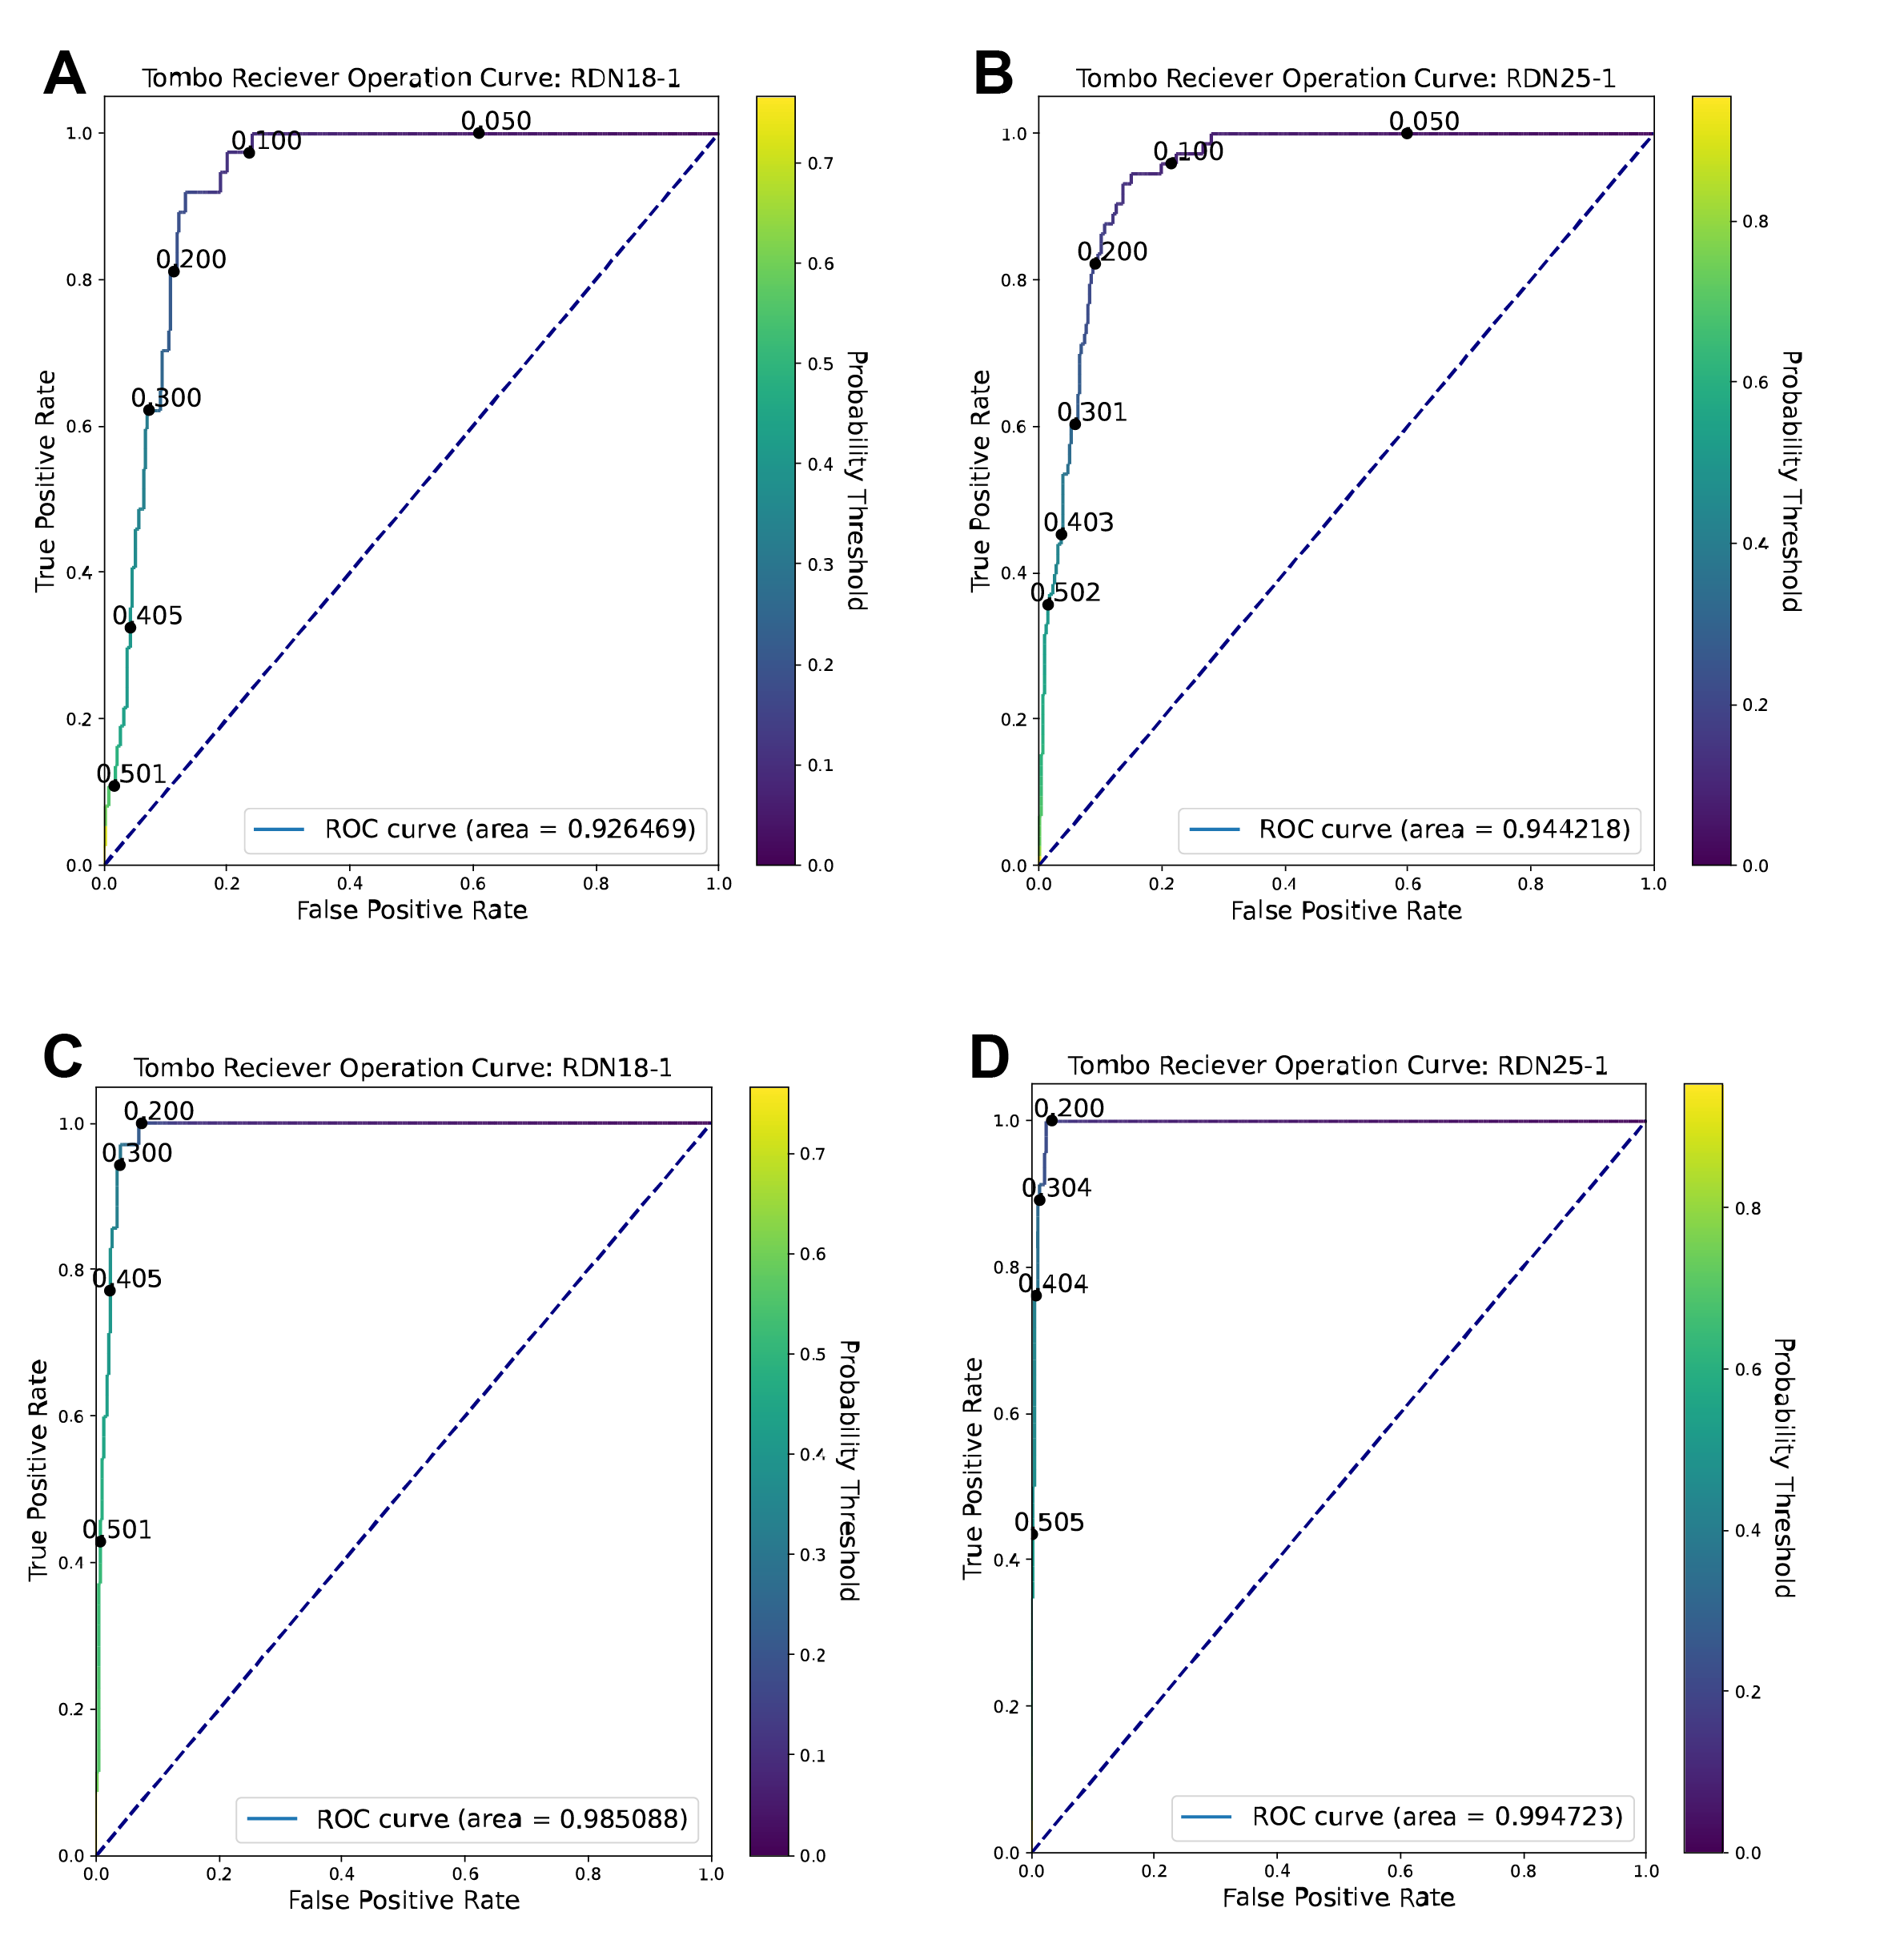 A
Tombo Reciever Operation Curve: RDN18-1
1.0
0.8
0.6
0.4
0.2
0.0
0.050
0.100
0.200
0.300
0.405
0.501
True Positive Rate
ROC curve (area = 0.926469)
0.0 0.2 0.4 0.6 0.8 1.0
False Positive Rate
0.7
0.6
0.5
0.4
0.3
0.2
0.1
0.0
Probability Threshold
B
Tombo Reciever Operation Curve: RDN25-1
1.0
0.8
0.6
0.4
0.2
0.0
0.050
0.100
0.200
0.301
0.403
0.502
True Positive Rate
ROC curve (area = 0.944218)
0.0 0.2 0.4 0.6 0.8 1.0
False Positive Rate
0.8
0.6
0.4
0.2
0.0
Probability Threshold
C
Tombo Reciever Operation Curve: RDN18-1
1.0
0.8
0.6
0.4
0.2
0.0
0.200
0.300
0.405
0.501
True Positive Rate
ROC curve (area = 0.985088)
0.0 0.2 0.4 0.6 0.8 1.0
False Positive Rate
0.7
0.6
0.5
0.4
0.3
0.2
0.1
0.0
Probability Threshold
D
Tombo Reciever Operation Curve: RDN25-1
1.0
0.8
0.6
0.4
0.2
0.0
0.200
0.304
0.404
0.505
True Positive Rate
ROC curve (area = 0.994723)
0.0 0.2 0.4 0.6 0.8 1.0
False Positive Rate
0.8
0.6
0.4
0.2
0.0
Probability Threshold